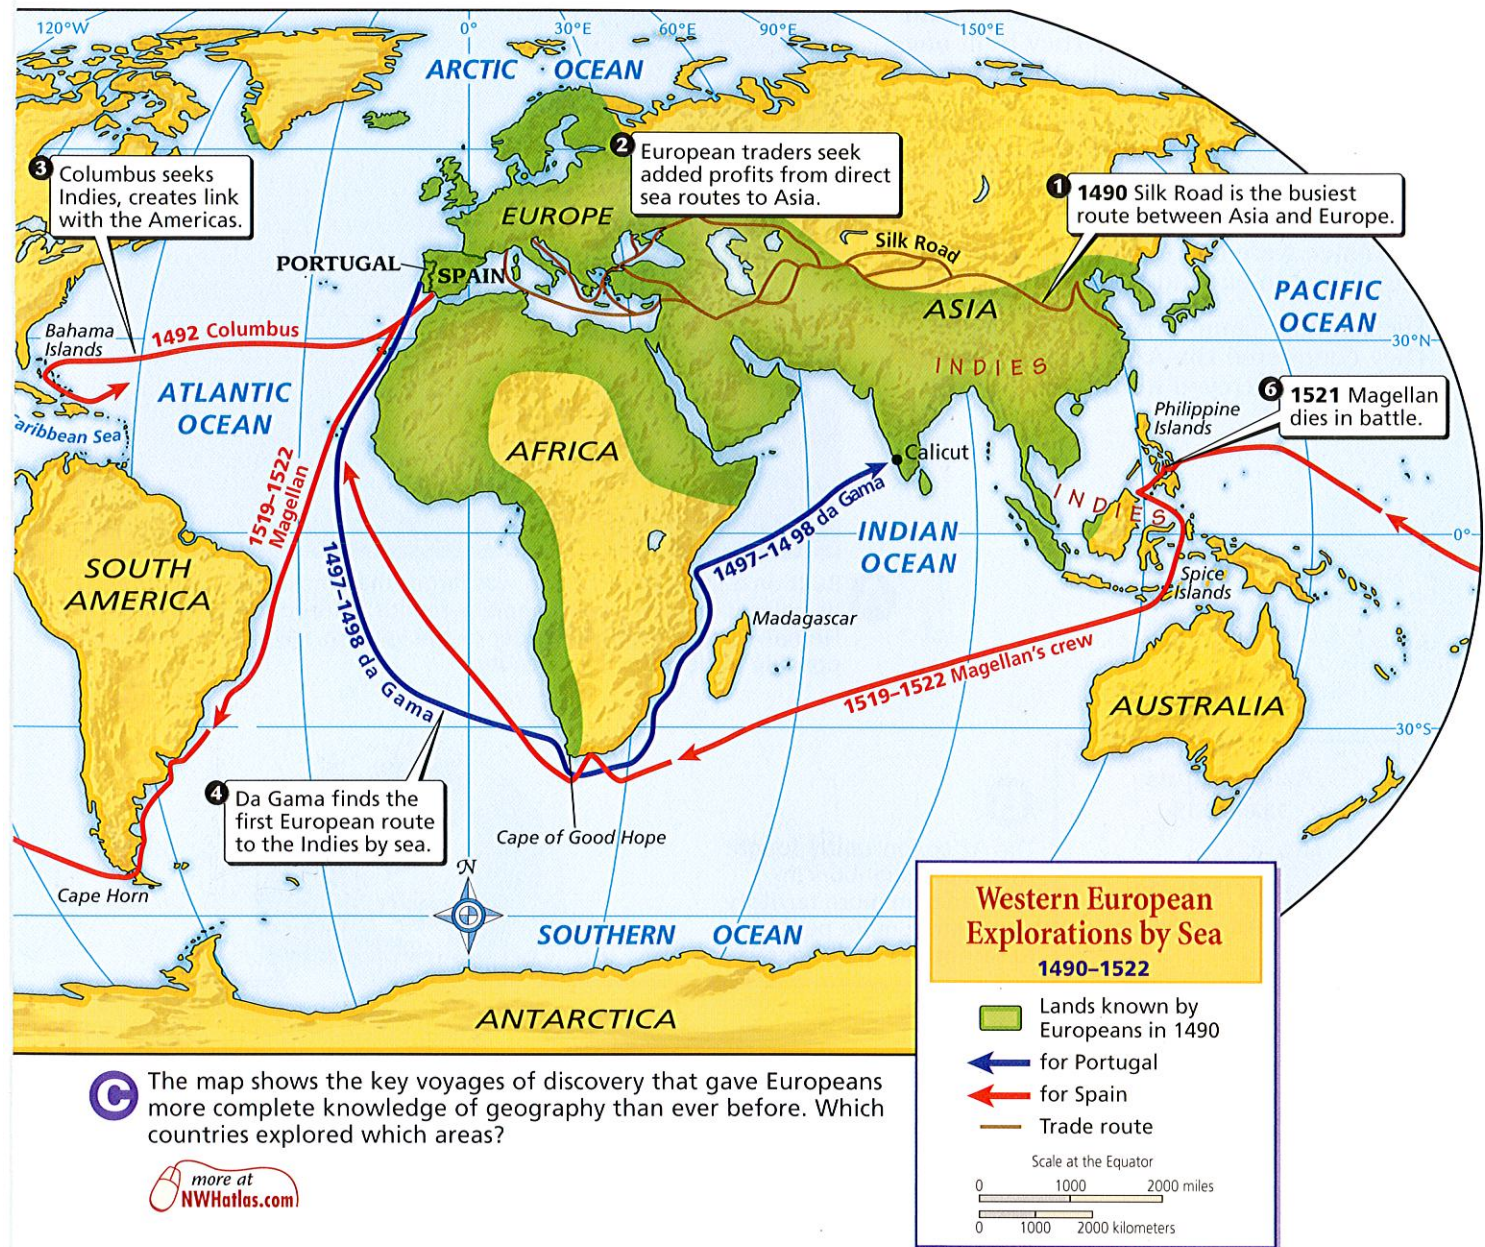 120°W
0°
30°E
60°E
90°E
150°E
ARCTIC OCEAN
3 Columbus seeks
Indies, creates link
with the Americas.
2 European traders seek
added profits from direct
sea routes to Asia.
1 1490 Silk Road is the busiest
route between Asia and Europe.
EUROPE
Silk Road
PORTUGAL
SPAIN
ASIA
PACIFIC
OCEAN
Bahama
Islands
1492 Columbus
30°N
INDIES
ATLANTIC
OCEAN
6 1521 Magellan
dies in battle.
Philippine
Islands
aribbean Sea
AFRICA
Calicut
1519–1522
Magellan
1497–1498 da Gama
INDIES
INDIAN
OCEAN
0°
1497–1498 da Gama
SOUTH
AMERICA
Spice
Islands
Madagascar
1519–1522 Magellan's crew
AUSTRALIA
30°S
4 Da Gama finds the
first European route
to the Indies by sea.
Cape of Good Hope
N
Cape Horn
SOUTHERN OCEAN
ANTARCTICA
Western European
Explorations by Sea
1490–1522
Lands known by
Europeans in 1490
for Portugal
for Spain
Trade route
Scale at the Equator
0 1000 2000 miles
0 1000 2000 kilometers
C The map shows the key voyages of discovery that gave Europeans
more complete knowledge of geography than ever before. Which
countries explored which areas?
more at
NWHatlas.com